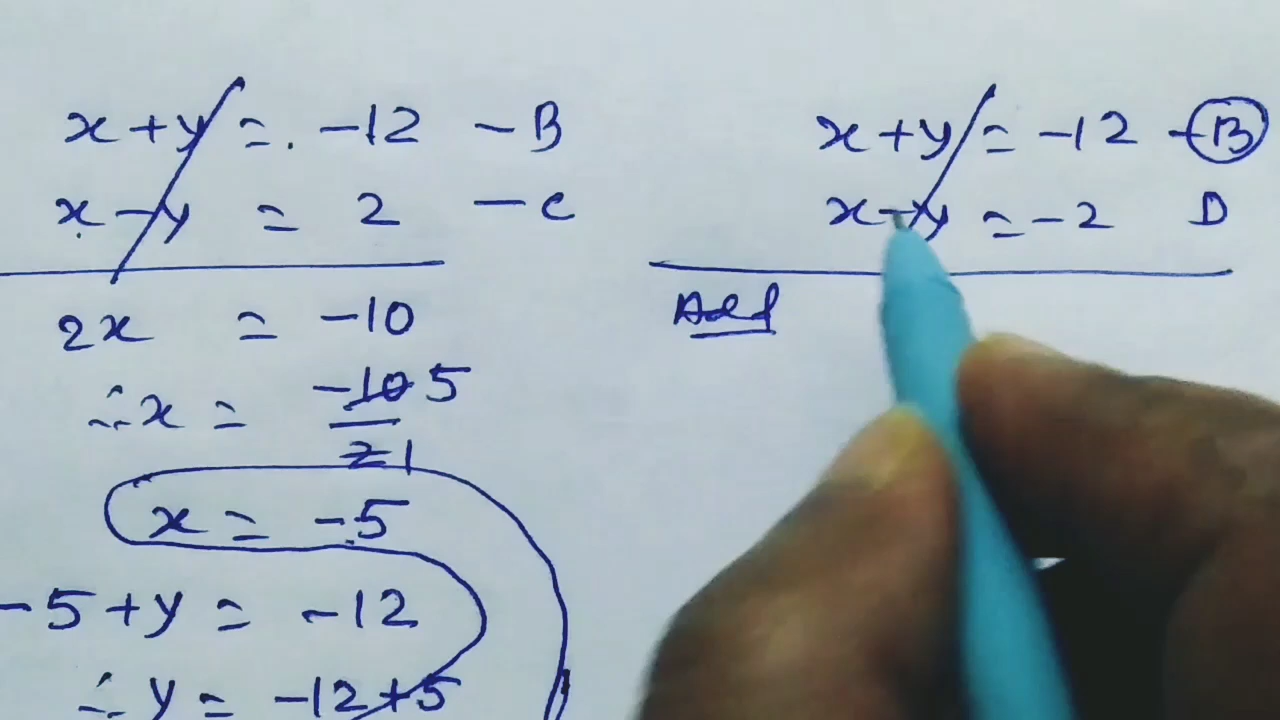 x + y = . -12 - B
x - y = 2 - C
2x = -10
∴ x = -10 5
2 1
x = -5
-5 + y = -12
∴ y = -12 + 5
x + y = -12 - B
x - y = -2 D
Add